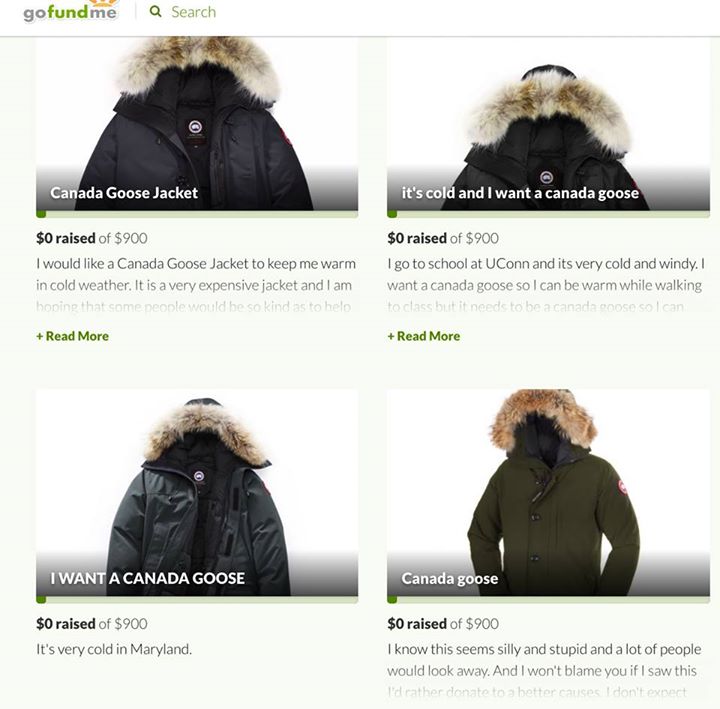 gofundme
Search
Canada Goose Jacket
$0 raised of $900
I would like a Canada Goose Jacket to keep me warm
in cold weather. It is a very expensive jacket and I am
hoping that some people would be so kind as to help
+ Read More
it's cold and I want a canada goose
$0 raised of $900
I go to school at UConn and its very cold and windy. I
want a canada goose so I can be warm while walking
to class but it needs to be a canada goose so I can
+ Read More
I WANT A CANADA GOOSE
$0 raised of $900
It's very cold in Maryland.
Canada goose
$0 raised of $900
I know this seems silly and stupid and a lot of people
would look away. And I won't blame you if I saw this
I'd rather donate to a better causes. I don't expect